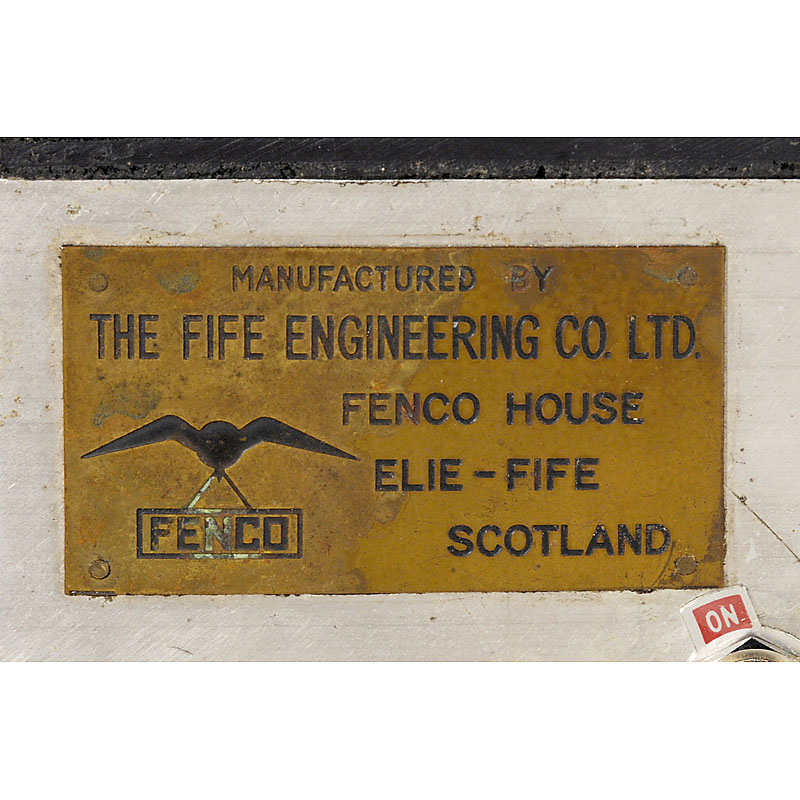 MANUFACTURED BY
THE FIFE ENGINEERING CO. LTD.
FENCO HOUSE
ELIE - FIFE
SCOTLAND
FENCO
ON